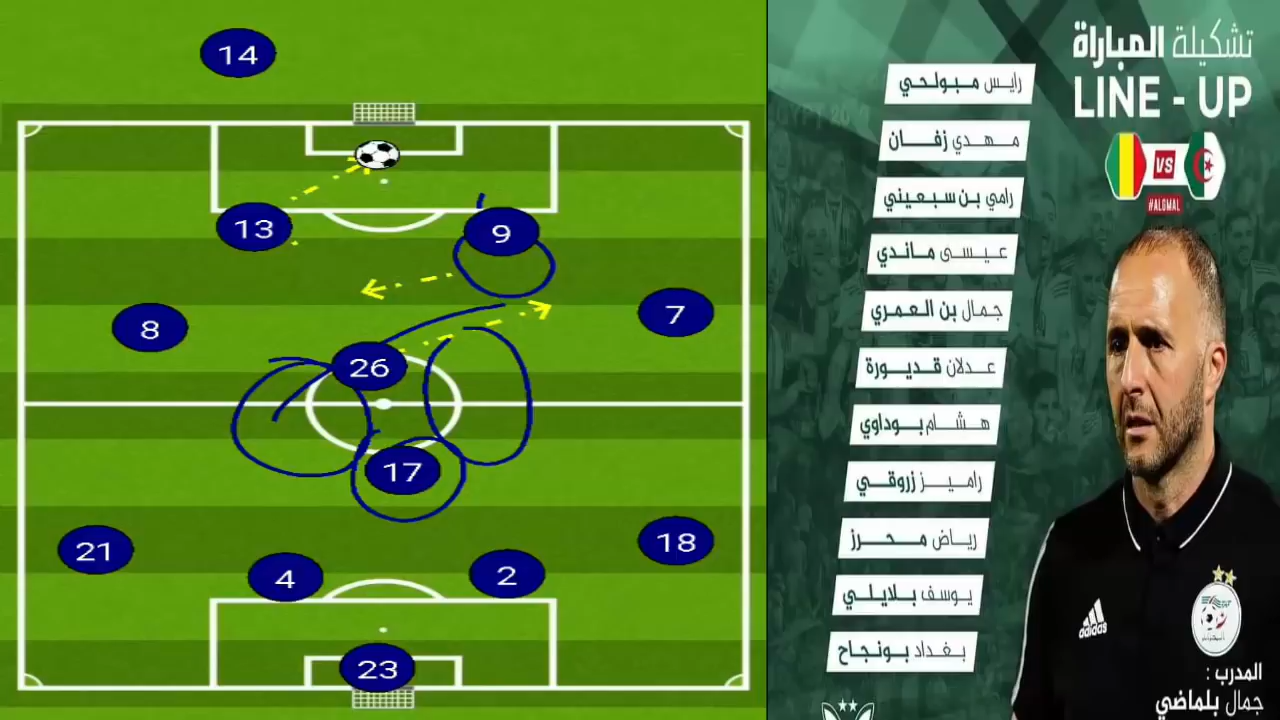 14
13
9
8
7
26
17
21
18
4
2
23
تشكيلة المباراة
LINE - UP
VS
#ALDMAL
رايس مبولحي
مهدي زفان
رامي بن سبعيني
عيسى ماندي
جمال بن العمري
عدلان قديورة
هشام بوداوي
راميز زروقي
رياض محرز
يوسف بلايلي
بغداد بونجاح
adidas
المدرب :
جمال بلماضي